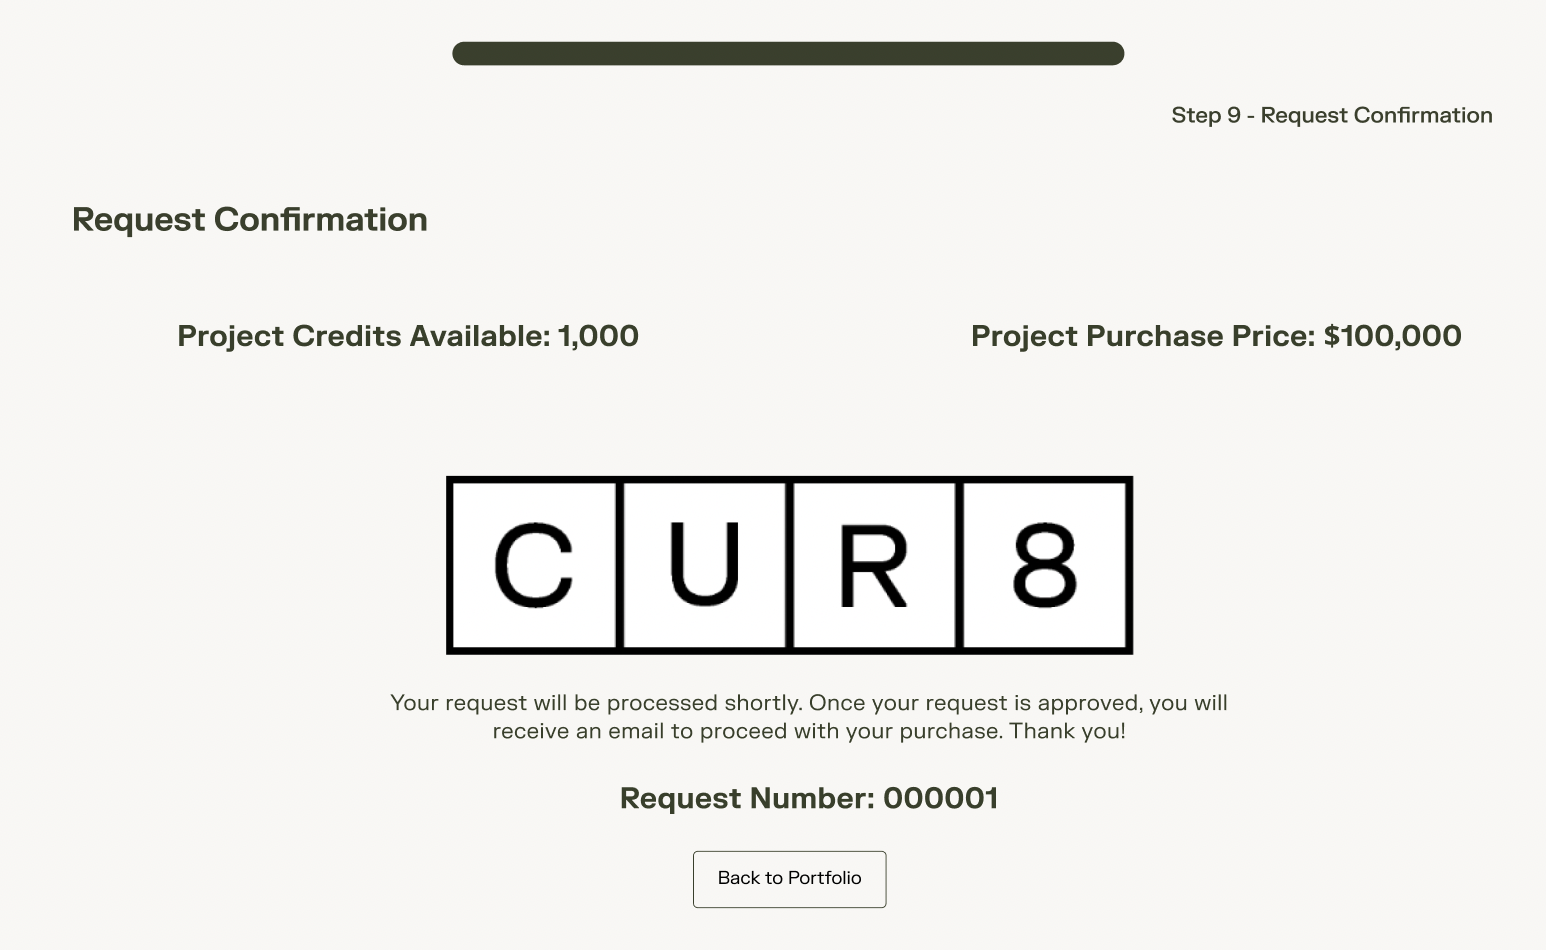 Step 9 - Request Confirmation
Request Confirmation
Project Credits Available: 1,000
Project Purchase Price: $100,000
CUR8
Your request will be processed shortly. Once your request is approved, you will
receive an email to proceed with your purchase. Thank you!
Request Number: 000001
Back to Portfolio